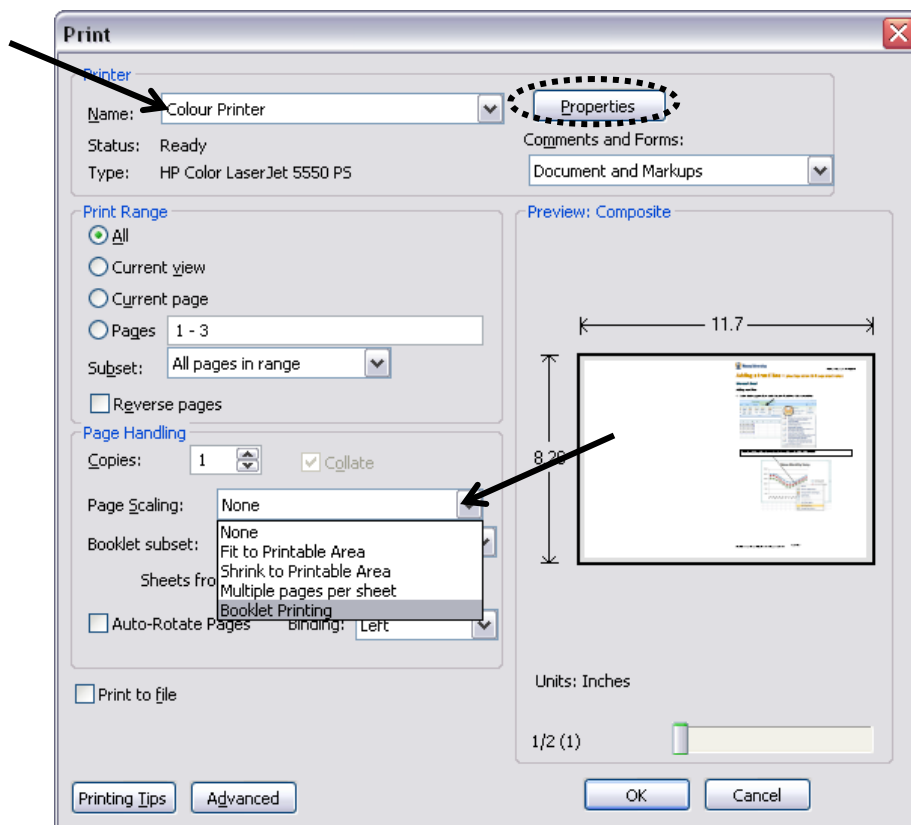 Print
Printer
Name: Colour Printer
Properties
Status: Ready
Comments and Forms:
Type: HP Color LaserJet 5550 PS
Document and Markups
Print Range
Preview: Composite
All
Current view
Current page
Pages 1 - 3
Subset: All pages in range
Reverse pages
11.7
8.26
Page Handling
Copies: 1 Collate
Page Scaling: None
None
Booklet subset:
Fit to Printable Area
Shrink to Printable Area
Sheets fro
Multiple pages per sheet
Booklet Printing
Auto-Rotate Pages Binding: Left
Print to file
Units: Inches
1/2 (1)
Printing Tips Advanced
OK Cancel